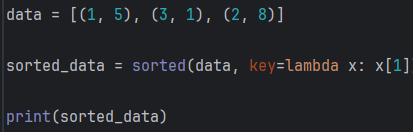 data = [(1, 5), (3, 1), (2, 8)]
sorted_data = sorted(data, key=lambda x: x[1]
print(sorted_data)